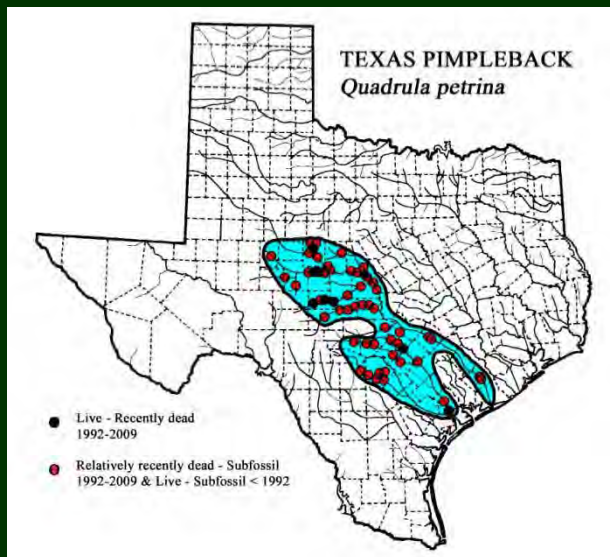 TEXAS PIMPLEBACK
Quadrula petrina
Live - Recently dead
1992-2009
Relatively recently dead - Subfossil
1992-2009 & Live - Subfossil < 1992